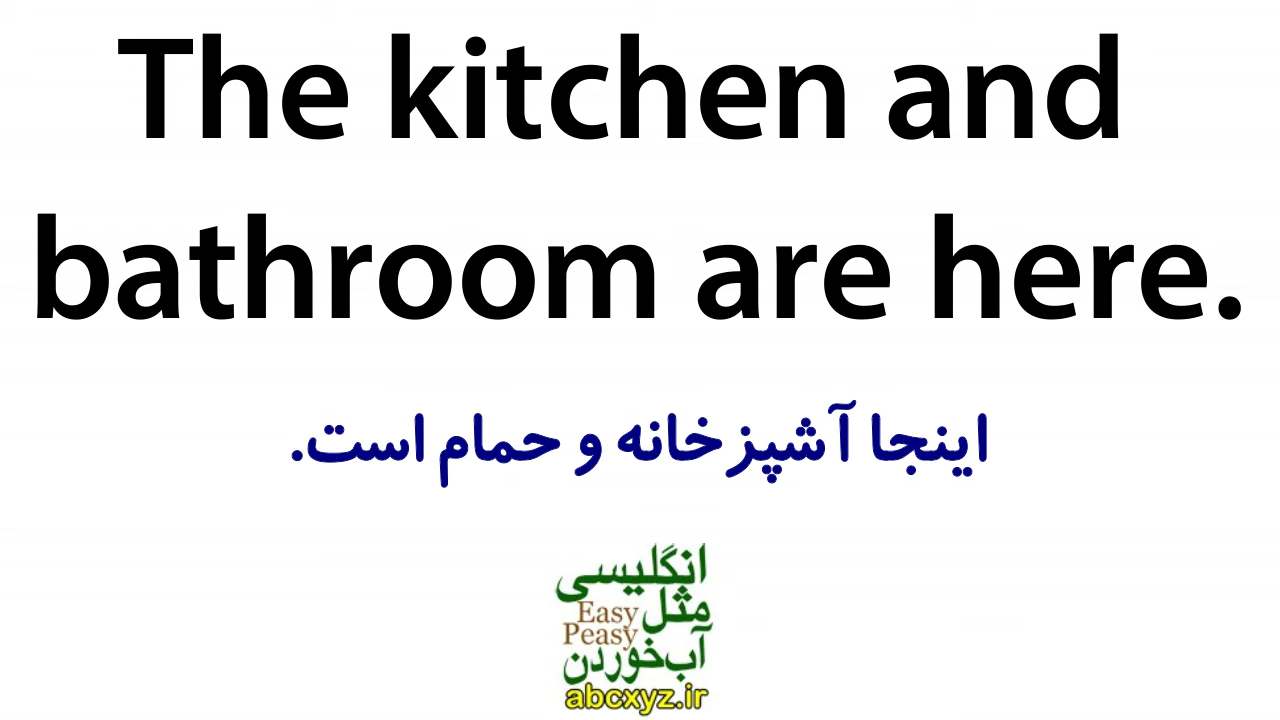 The kitchen and
bathroom are here.
اینجا آشپزخانه و حمام است.
انگلیسی
مثل Easy
Peasy
آب‌خوردن
abcxyz.ir